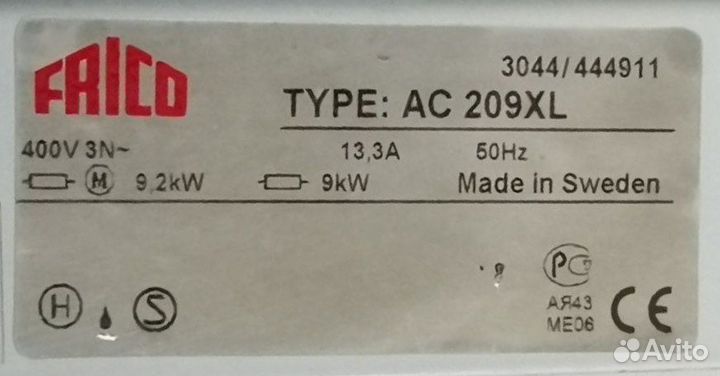 FRICO
3044/444911
TYPE: AC 209XL
400V 3N~ 13,3A 50Hz
M 9,2kW 9kW Made in Sweden
H S
PG
АЯ43
ME06
CE
Avito